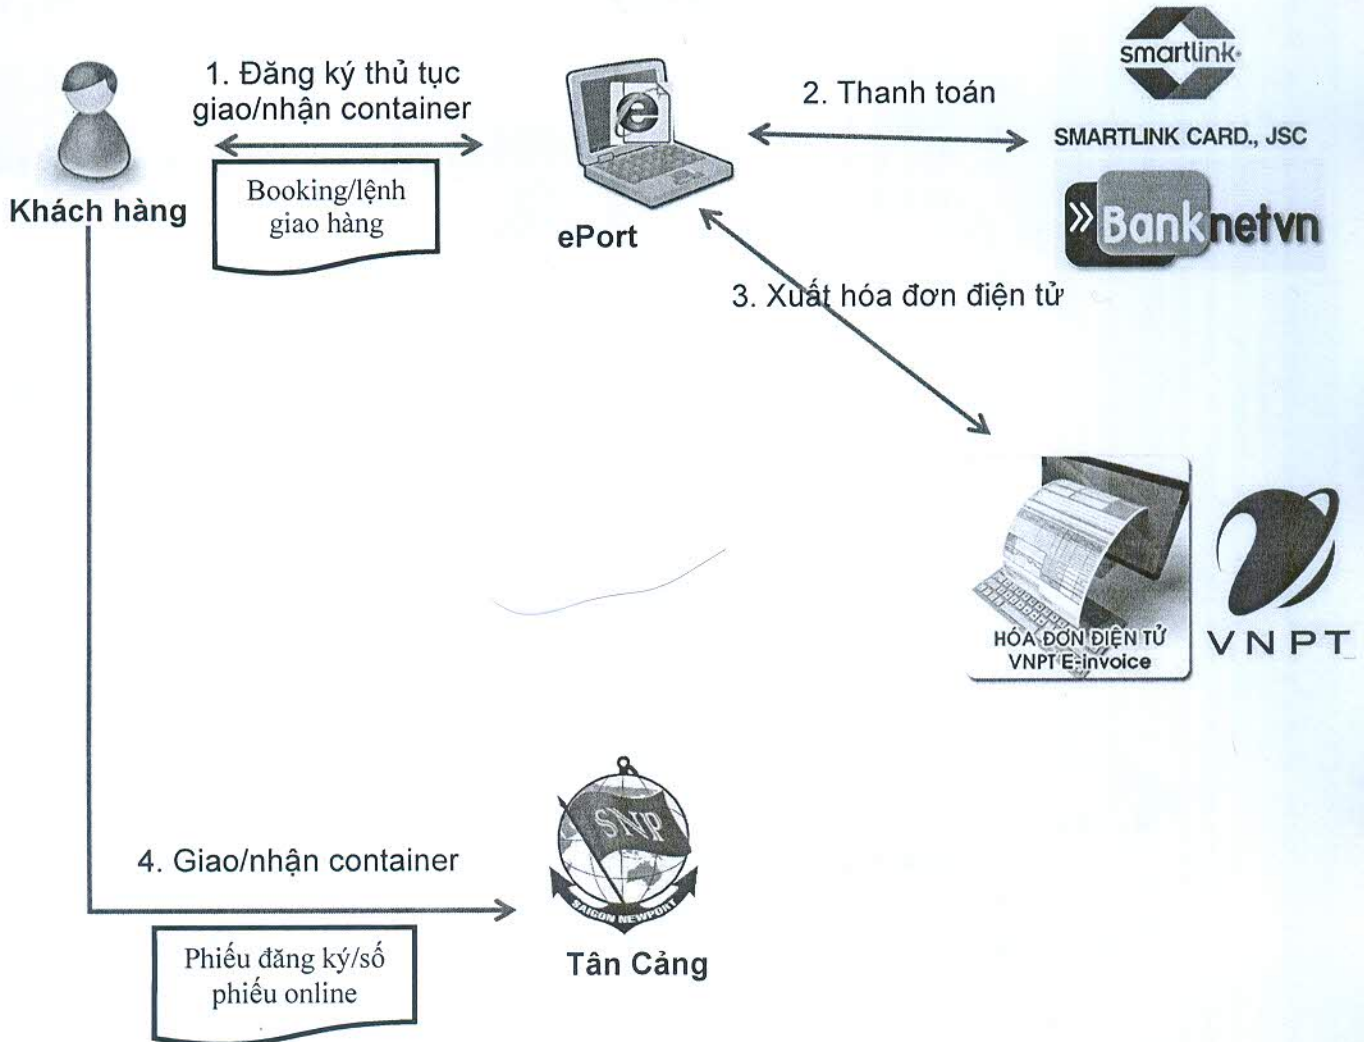 smartlink
1. Đăng ký thủ tục
giao/nhận container
2. Thanh toán
SMARTLINK CARD., JSC
Booking/lệnh
giao hàng
Khách hàng
ePort
»Banknetvn
3. Xuất hóa đơn điện tử
HÓA ĐƠN ĐIỆN TỬ
VNPT E-invoice
VNPT
SNP
SAIGON NEWPORT
4. Giao/nhận container
Tân Cảng
Phiếu đăng ký/số
phiếu online